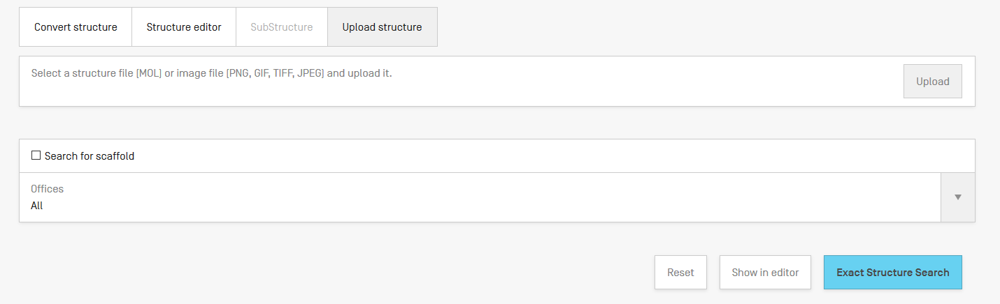 Convert structure
Structure editor
SubStructure
Upload structure
Select a structure file (MOL) or image file (PNG, GIF, TIFF, JPEG) and upload it.
Upload
Search for scaffold
Offices
All
Reset
Show in editor
Exact Structure Search